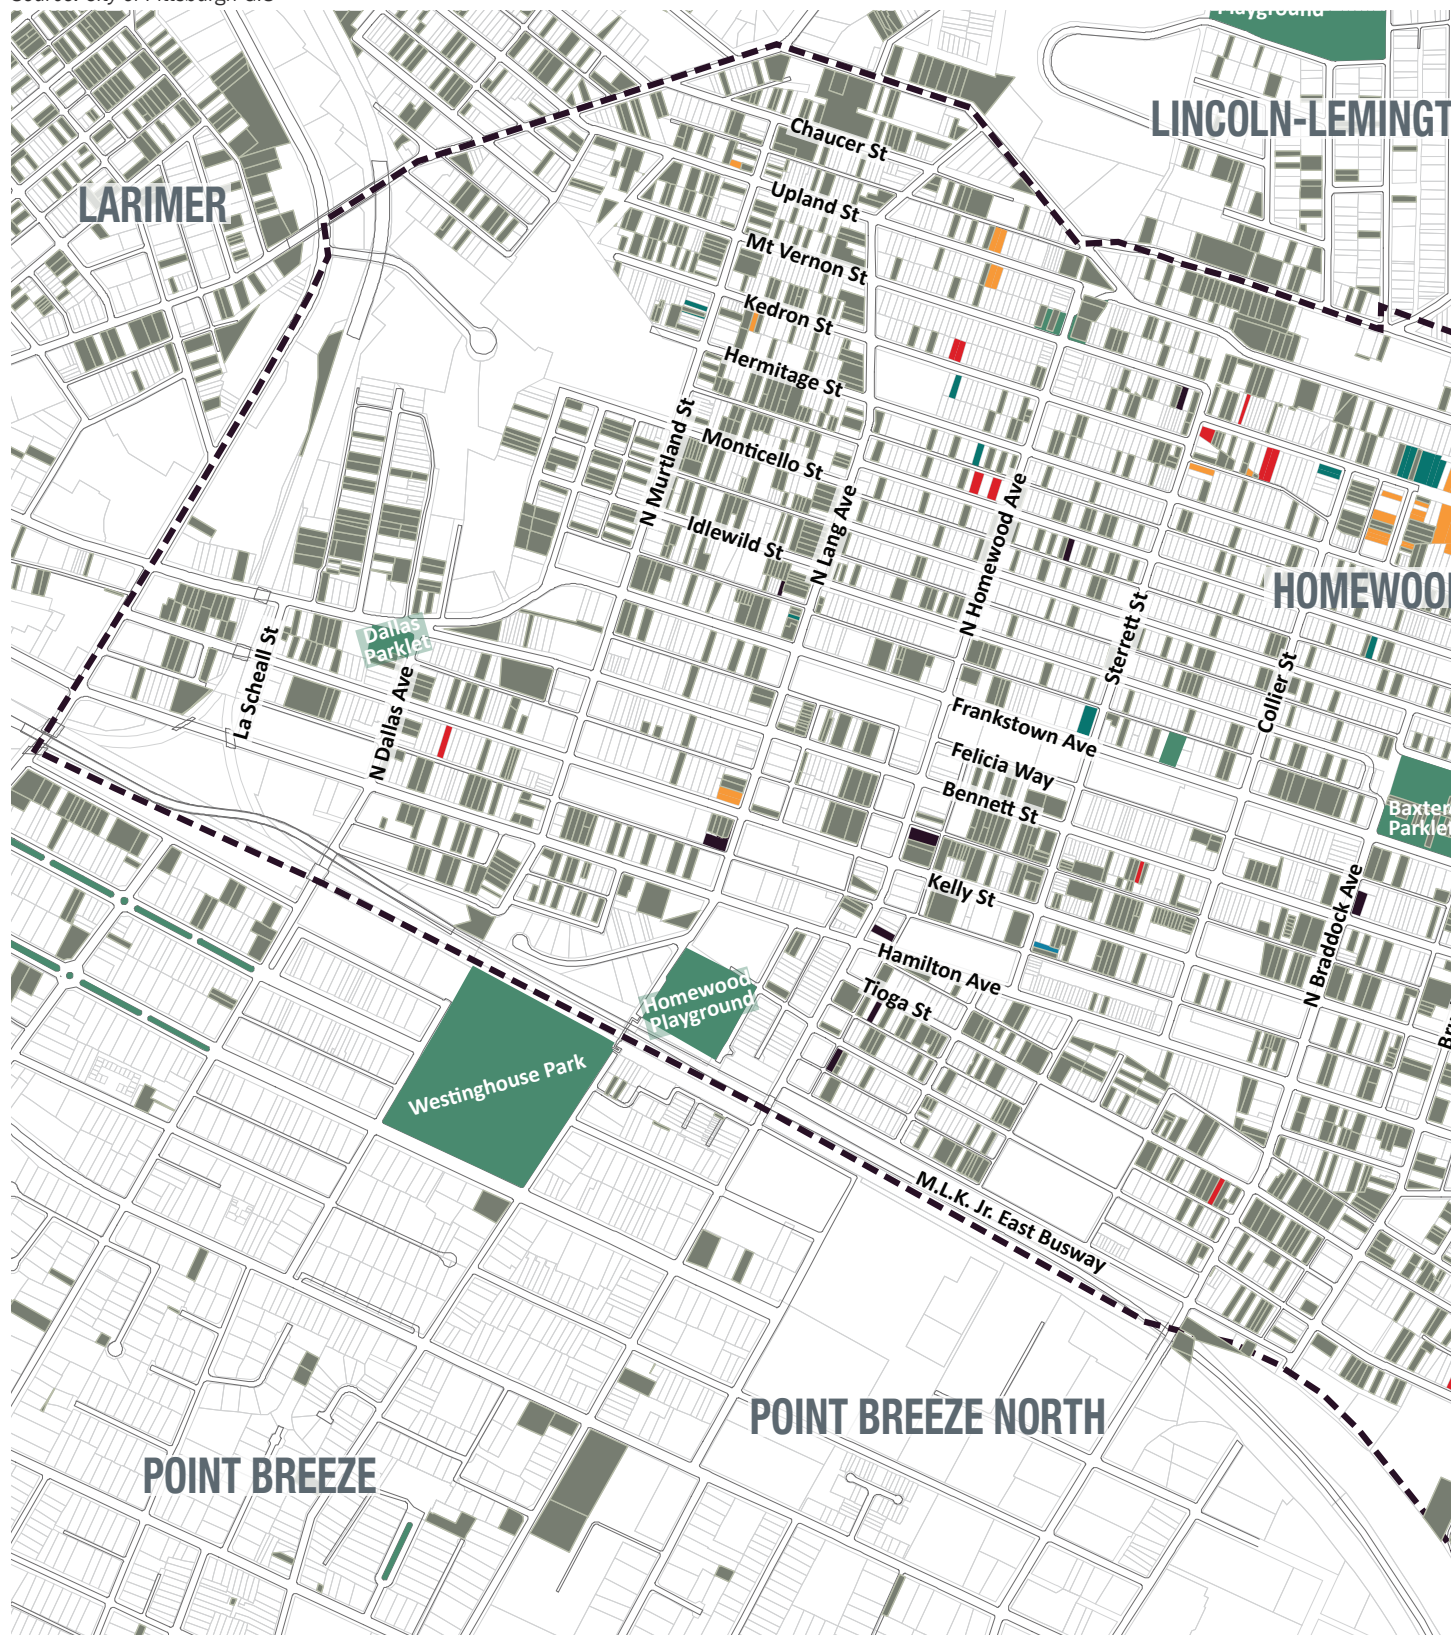 Playground
LINCOLN-LEMINGT
LARIMER
Chaucer St
Upland St
Mt Vernon St
Kedron St
Hermitage St
N Murtland St
Monticello St
N Lang Ave
Idlewild St
N Homewood Ave
HOMEWOO
Sterrett St
Dallas
Parklet
La Scheall St
N Dallas Ave
Collier St
Frankstown Ave
Felicia Way
Bennett St
Baxter
Parkle
Kelly St
N Braddock Ave
Hamilton Ave
Tioga St
Homewood
Playground
Westinghouse Park
M.L.K. Jr. East Busway
POINT BREEZE NORTH
POINT BREEZE